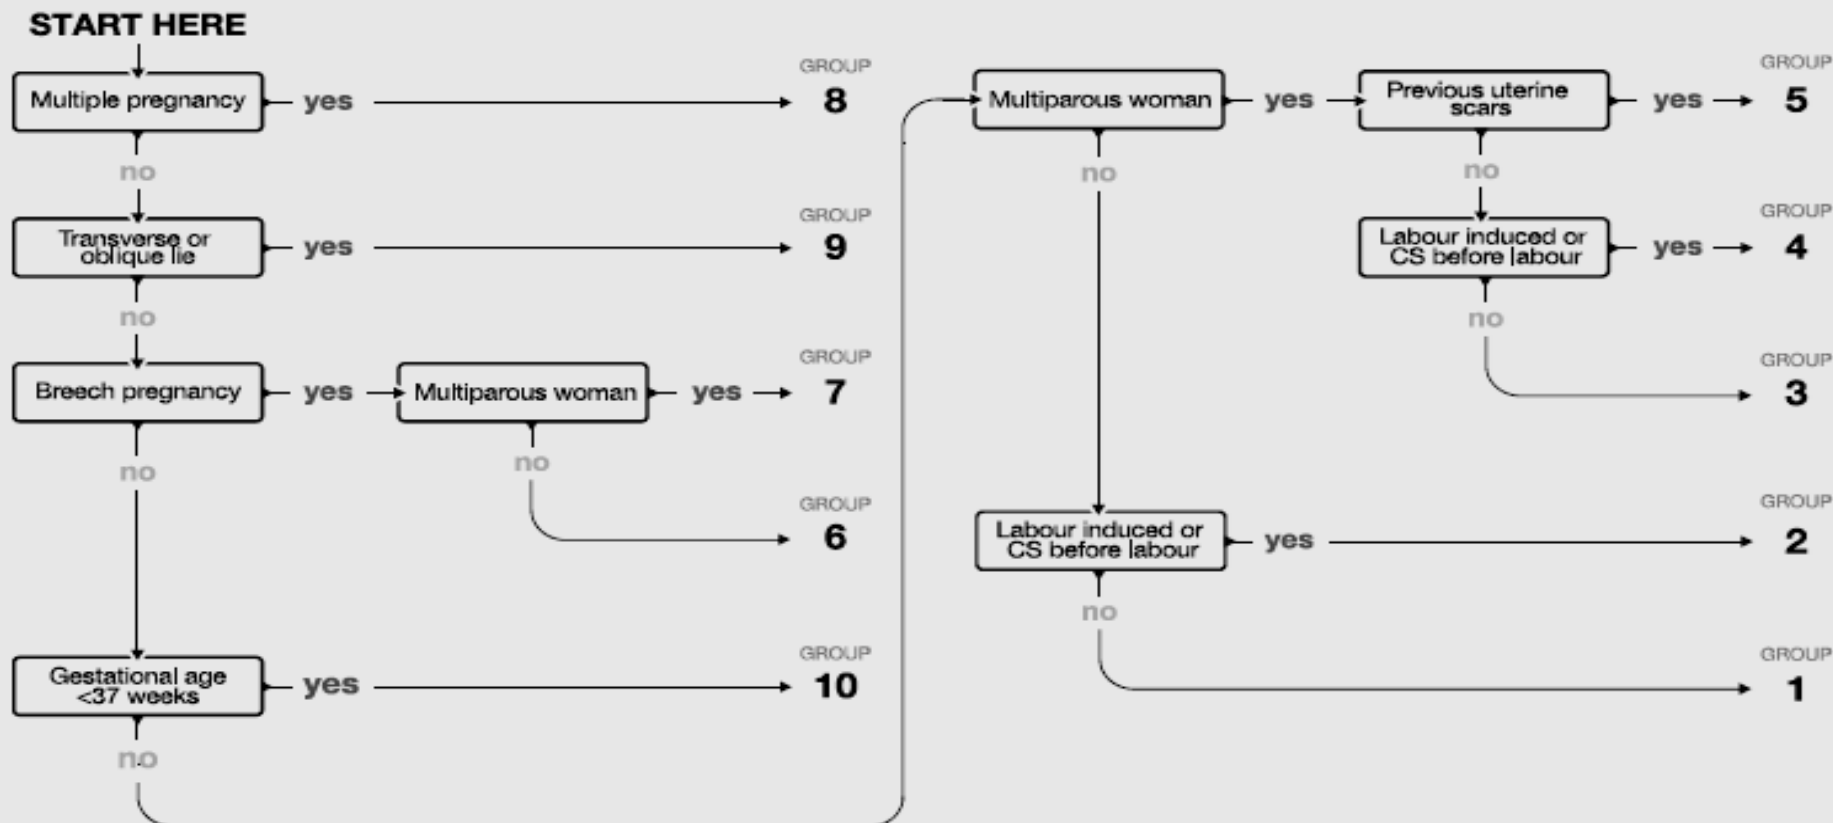 START HERE
Multiple pregnancy
yes
GROUP
8
no
Transverse or
oblique lie
yes
GROUP
9
no
Breech pregnancy
yes
Multiparous woman
yes
GROUP
7
no
no
GROUP
6
Gestational age
<37 weeks
yes
GROUP
10
no
Multiparous woman
yes
Previous uterine
scars
yes
GROUP
5
no
no
Labour induced or
CS before labour
yes
GROUP
4
no
GROUP
3
Labour induced or
CS before labour
yes
GROUP
2
no
GROUP
1